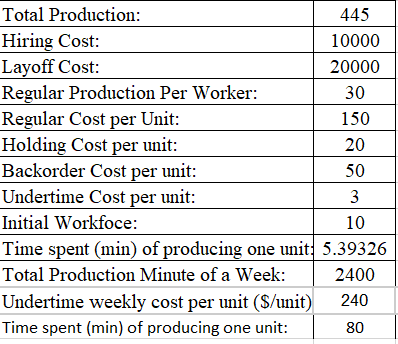 Total Production: 445
Hiring Cost: 10000
Layoff Cost: 20000
Regular Production Per Worker: 30
Regular Cost per Unit: 150
Holding Cost per unit: 20
Backorder Cost per unit: 50
Undertime Cost per unit: 3
Initial Workfoce: 10
Time spent (min) of producing one unit: 5.39326
Total Production Minute of a Week: 2400
Undertime weekly cost per unit ($/unit) 240
Time spent (min) of producing one unit: 80